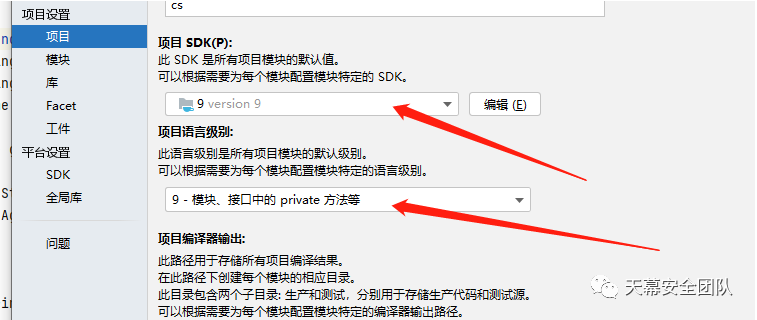 项目设置
项目
模块
库
Facet
工件
平台设置
SDK
全局库
问题
cs
项目 SDK(P):
此 SDK 是所有项目模块的默认值。
可以根据需要为每个模块配置模块特定的 SDK。
9 version 9
编辑 (E)
项目语言级别:
此语言级别是所有项目模块的默认级别。
可以根据需要为每个模块配置模块特定的语言级别。
9 - 模块、接口中的 private 方法等
项目编译器输出:
此路径用于存储所有项目编译结果。
在此路径下创建每个模块的相应目录。
此目录包含两个子目录: 生产和测试，分别用于存储生产代码和测试源。
可以根据需要为每个模块配置模块特定的编译器输出路径。
天幕安全团队